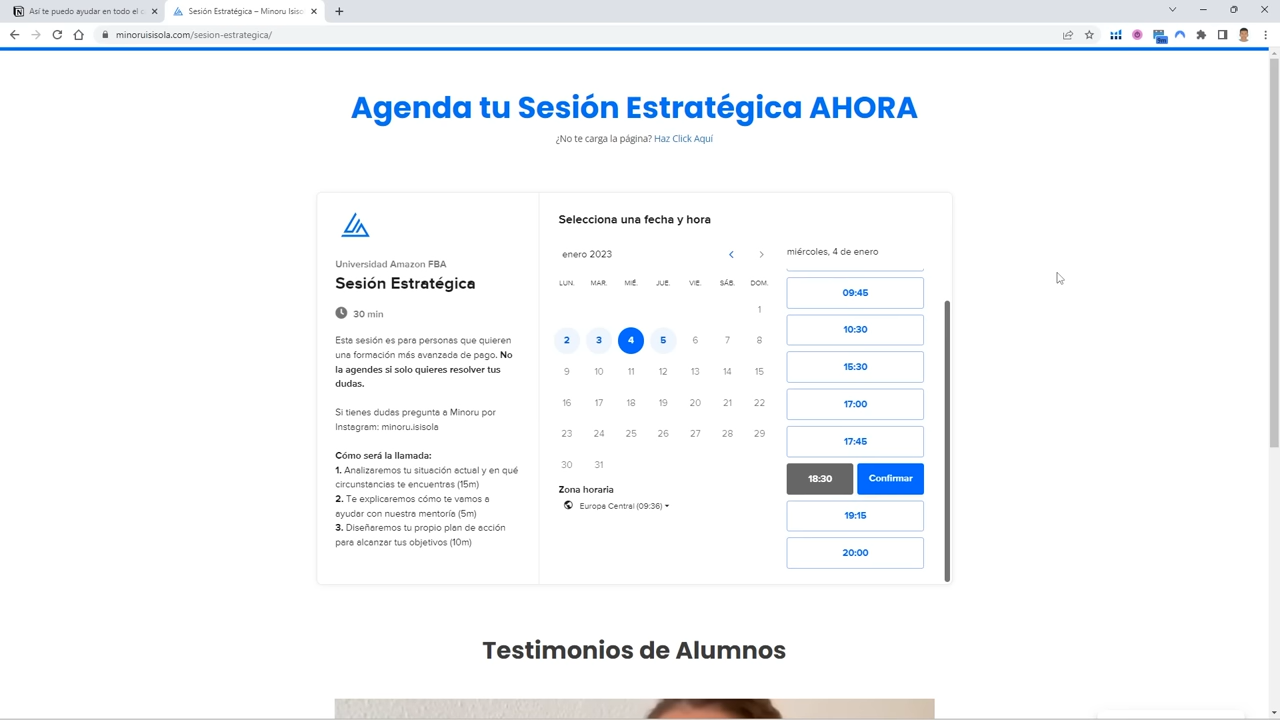 Así te puedo ayudar en todo el c
Sesión Estratégica – Minoru Isiso
minoruisisola.com/sesion-estrategica/
Agenda tu Sesión Estratégica AHORA
¿No te carga la página? Haz Click Aquí
Universidad Amazon FBA
Sesión Estratégica
30 min
Esta sesión es para personas que quieren
una formación más avanzada de pago. No
la agendes si solo quieres resolver tus
dudas.
Si tienes dudas pregunta a Minoru por
Instagram: minoru.isisola
Cómo será la llamada:
1. Analizaremos tu situación actual y en qué
circunstancias te encuentras (15m)
2. Te explicaremos cómo te vamos a
ayudar con nuestra mentoría (5m)
3. Diseñaremos tu propio plan de acción
para alcanzar tus objetivos (10m)
Selecciona una fecha y hora
enero 2023
LUN. MAR. MIÉ. JUE. VIE. SÁB. DOM.
1
2 3 4 5 6 7 8
9 10 11 12 13 14 15
16 17 18 19 20 21 22
23 24 25 26 27 28 29
30 31
Zona horaria
Europa Central (09:36)
miércoles, 4 de enero
09:45
10:30
15:30
17:00
17:45
18:30 Confirmar
19:15
20:00
Testimonios de Alumnos